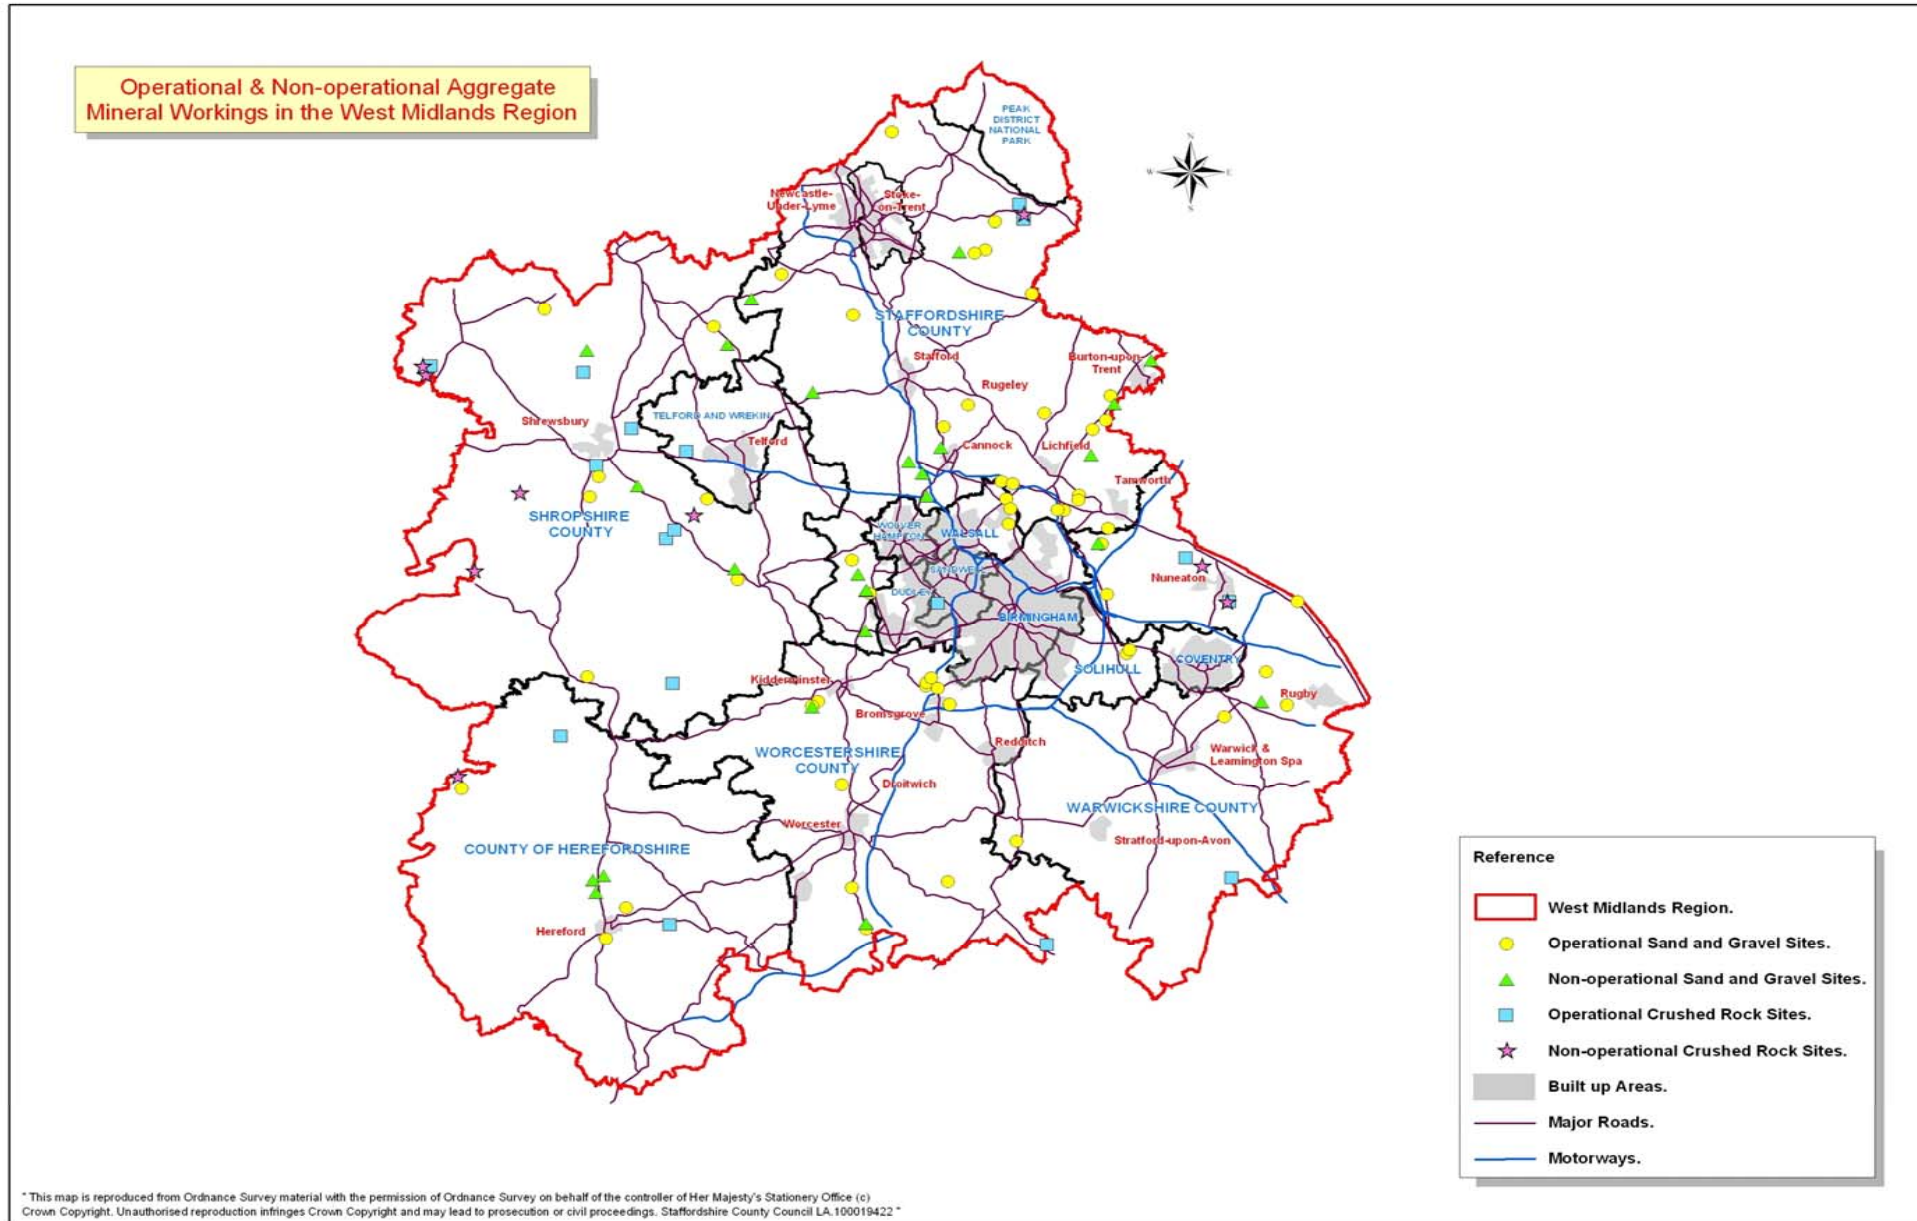 Operational & Non-operational Aggregate
Mineral Workings in the West Midlands Region
PEAK
DISTRICT
NATIONAL
PARK
N
W
E
S
Newcastle-
Under-Lyme
Stoke-
on-Trent
STAFFORDSHIRE
COUNTY
Stafford
Burton-upon-
Trent
Rugeley
TELFORD AND WREKIN
Shrewsbury
Telford
Cannock
Lichfield
Tamworth
SHROPSHIRE
COUNTY
WOLVER
HAMPTON
WALSALL
SANDWELL
Nuneaton
DUDLEY
BIRMINGHAM
COVENTRY
SOLIHULL
Kidderminster
Rugby
Bromsgrove
Redditch
WORCESTERSHIRE
COUNTY
Warwick &
Leamington Spa
Droitwich
WARWICKSHIRE COUNTY
Worcester
Stratford-upon-Avon
COUNTY OF HEREFORDSHIRE
Hereford
Reference
West Midlands Region.
Operational Sand and Gravel Sites.
Non-operational Sand and Gravel Sites.
Operational Crushed Rock Sites.
Non-operational Crushed Rock Sites.
Built up Areas.
Major Roads.
Motorways.
" This map is reproduced from Ordnance Survey material with the permission of Ordnance Survey on behalf of the controller of Her Majesty's Stationery Office (c)
Crown Copyright. Unauthorised reproduction infringes Crown Copyright and may lead to prosecution or civil proceedings. Staffordshire County Council LA.100019422 "